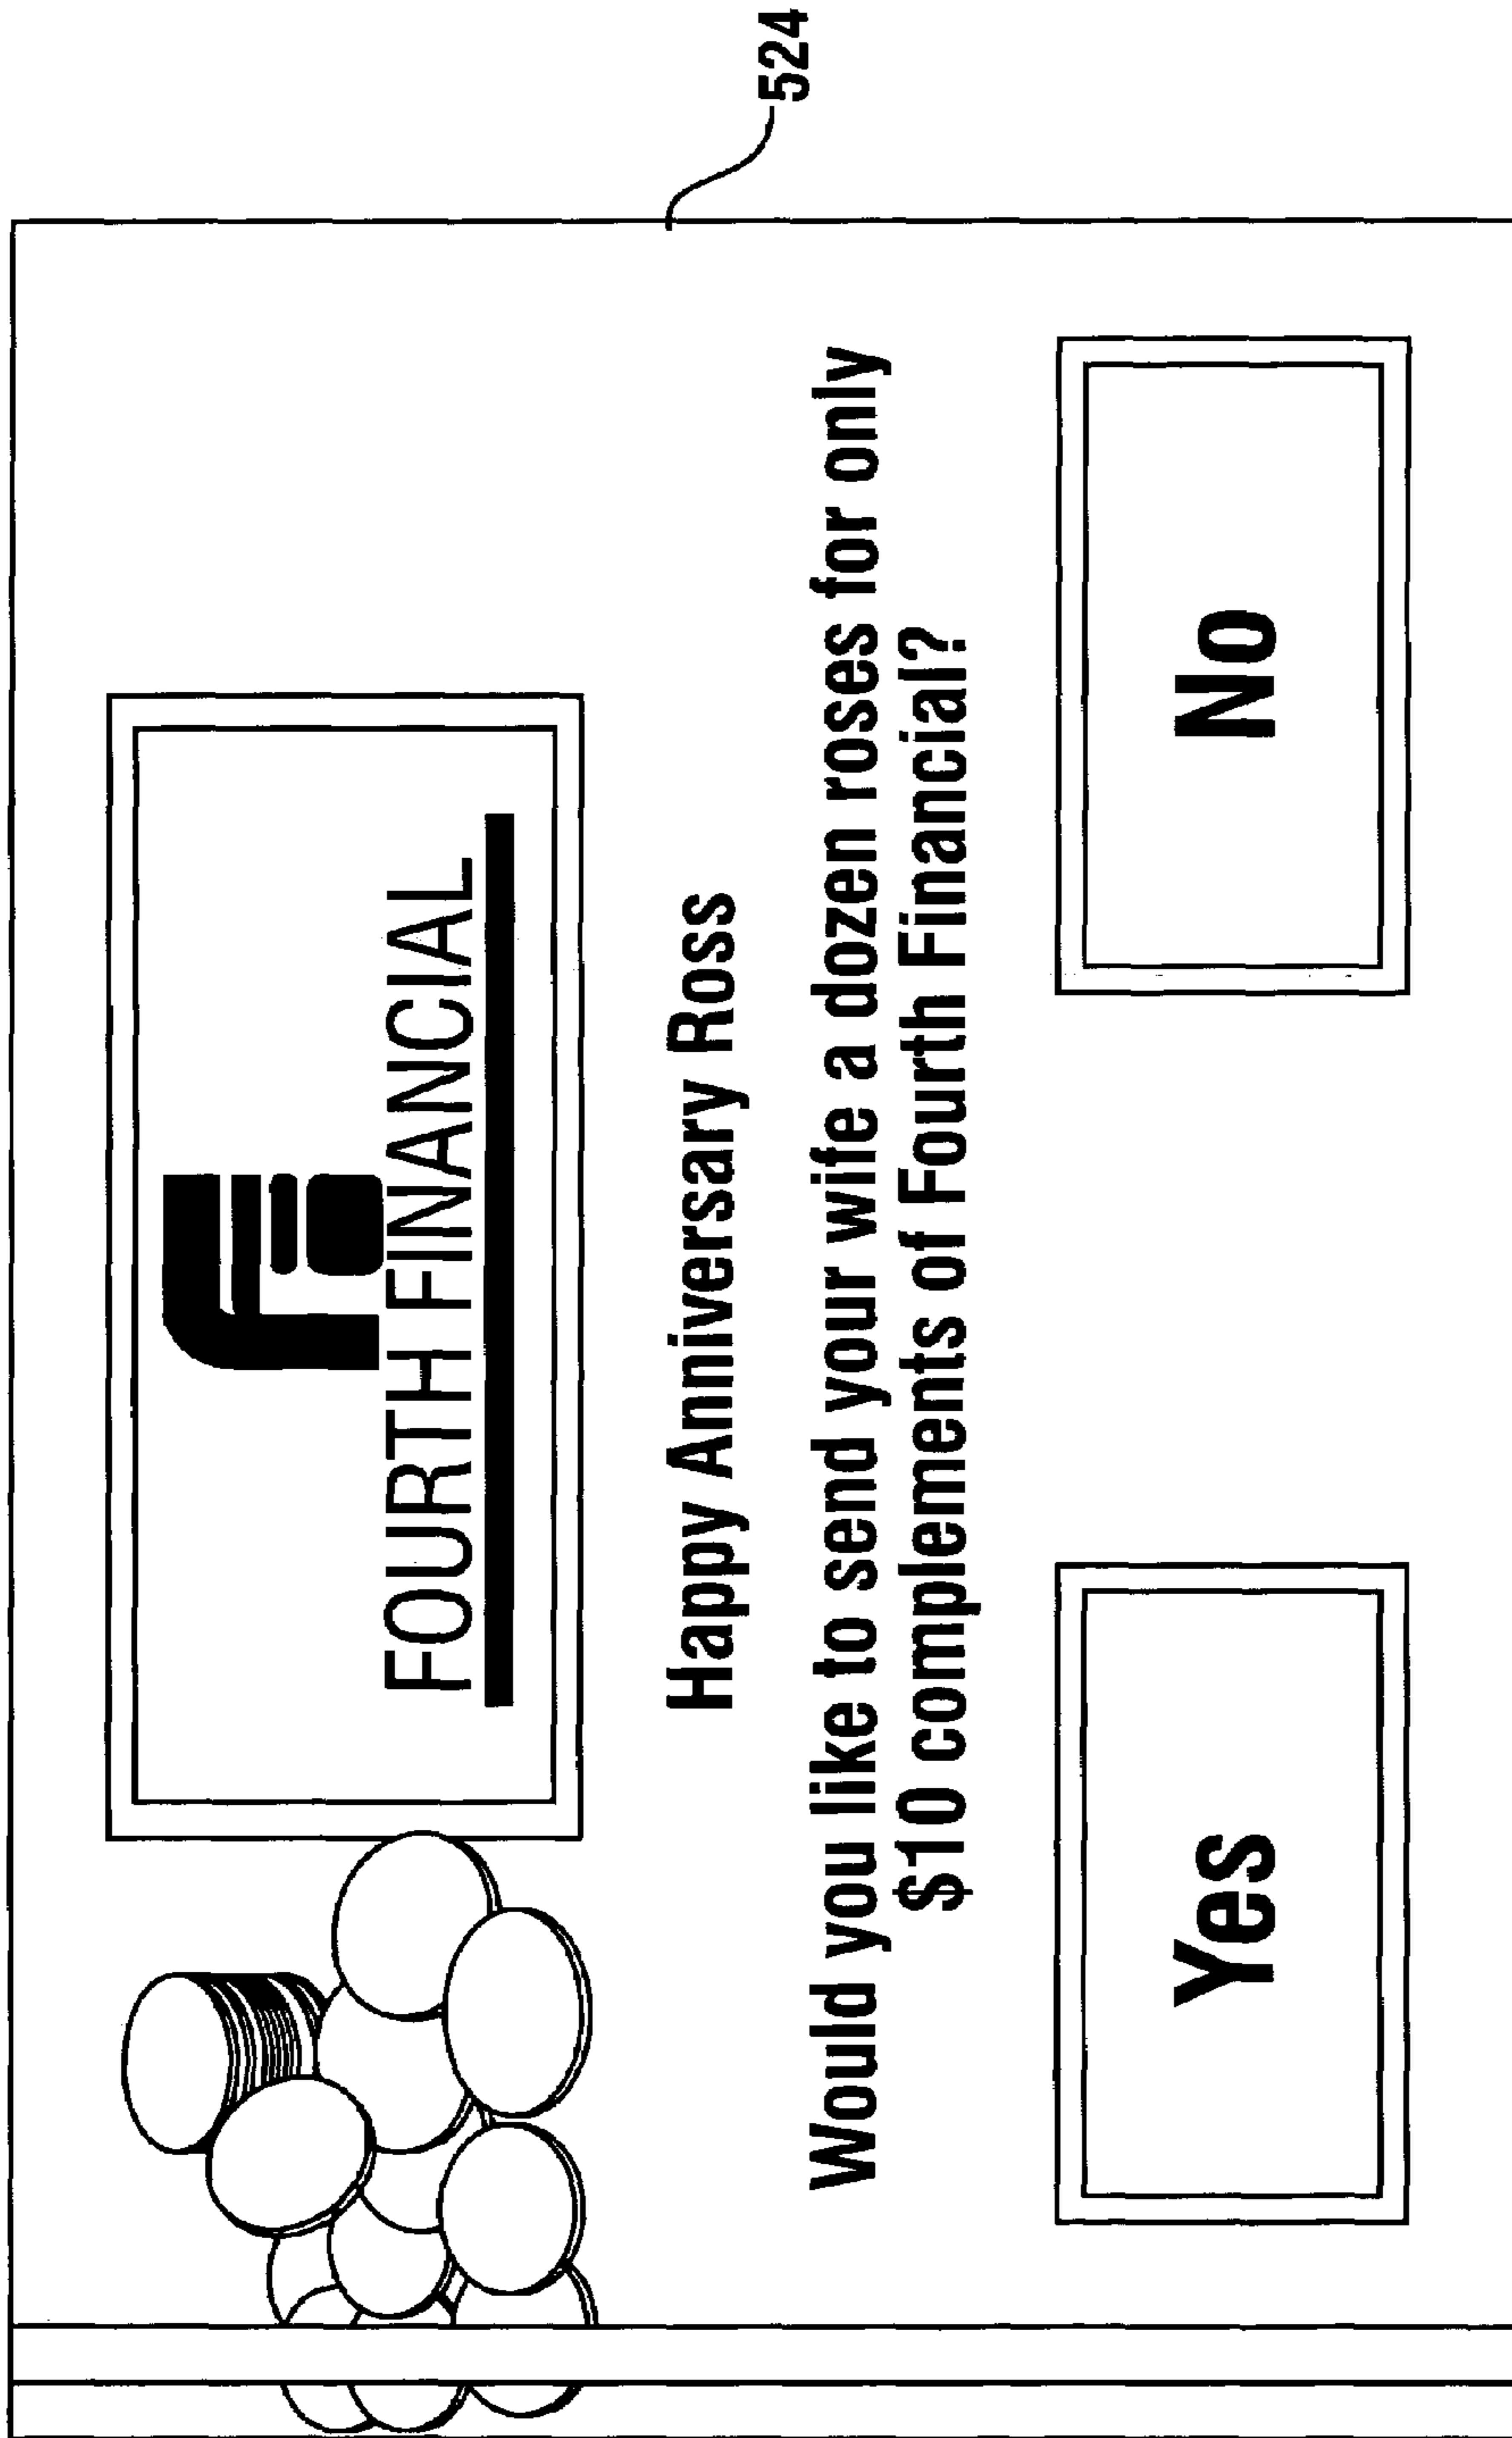 FOURTH FINANCIAL
Happy Anniversary Ross
Would you like to send your wife a dozen roses for only
$10 complements of Fourth Financial?
Yes
No
524